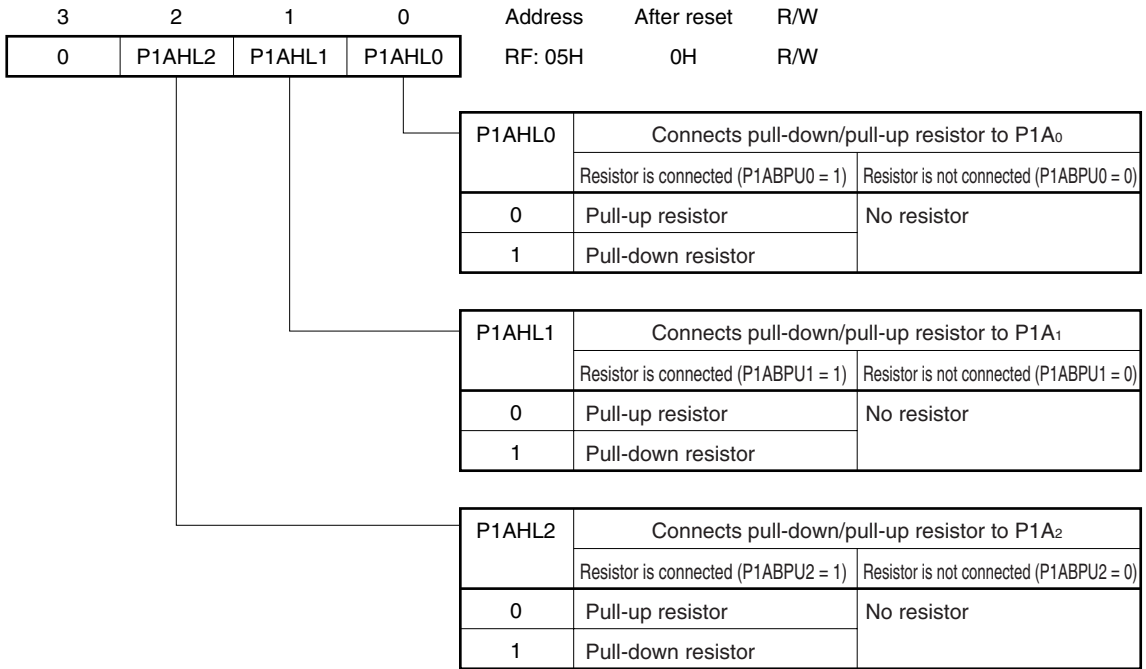 3 2 1 0 Address After reset R/W
0 P1AHL2 P1AHL1 P1AHL0 RF: 05H 0H R/W
P1AHL0 Connects pull-down/pull-up resistor to P1A0
Resistor is connected (P1ABPU0 = 1) Resistor is not connected (P1ABPU0 = 0)
0 Pull-up resistor No resistor
1 Pull-down resistor
P1AHL1 Connects pull-down/pull-up resistor to P1A1
Resistor is connected (P1ABPU1 = 1) Resistor is not connected (P1ABPU1 = 0)
0 Pull-up resistor No resistor
1 Pull-down resistor
P1AHL2 Connects pull-down/pull-up resistor to P1A2
Resistor is connected (P1ABPU2 = 1) Resistor is not connected (P1ABPU2 = 0)
0 Pull-up resistor No resistor
1 Pull-down resistor